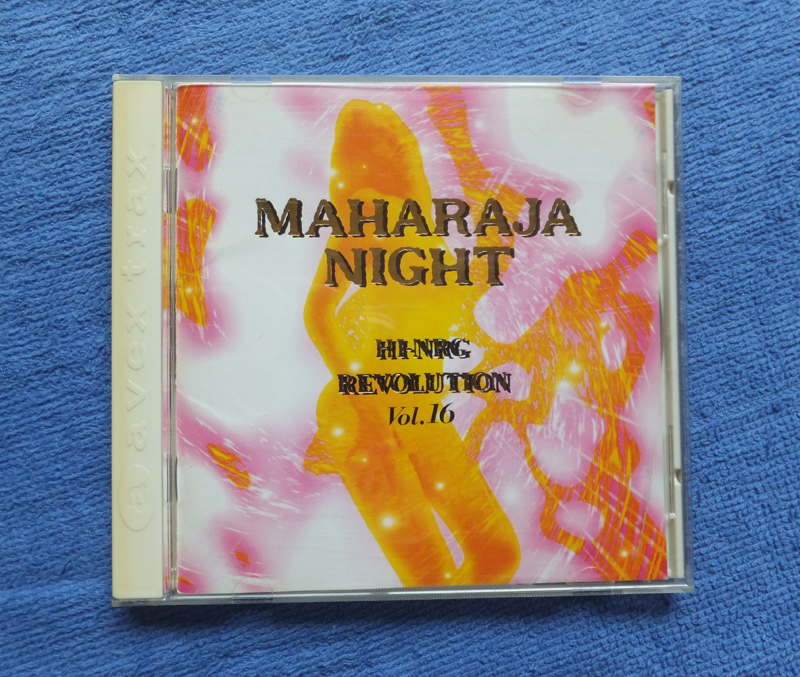 MAHARAJA
NIGHT
HI-NRG
REVOLUTION
Vol.16
a avex trax